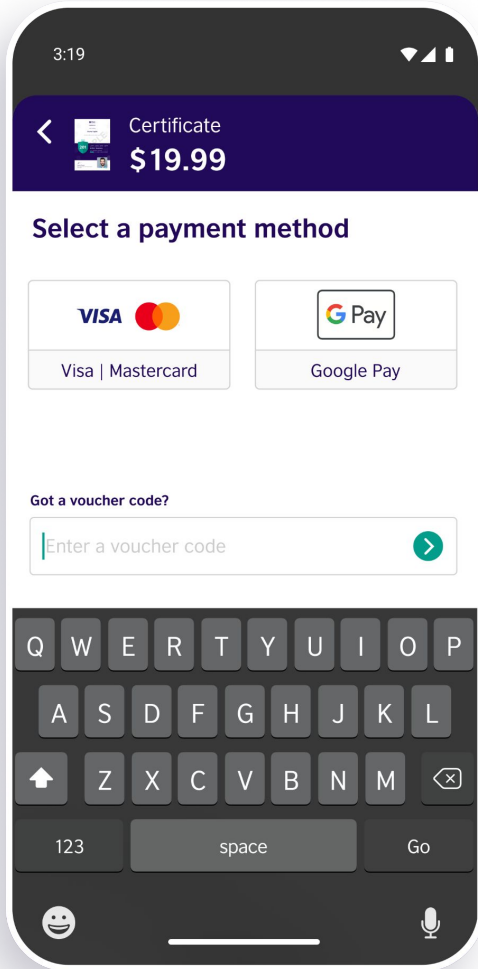 3:19
Certificate
$19.99
Select a payment method
VISA
G Pay
Visa | Mastercard
Google Pay
Got a voucher code?
Enter a voucher code
Q W E R T Y U I O P
A S D F G H J K L
Z X C V B N M
123 space Go